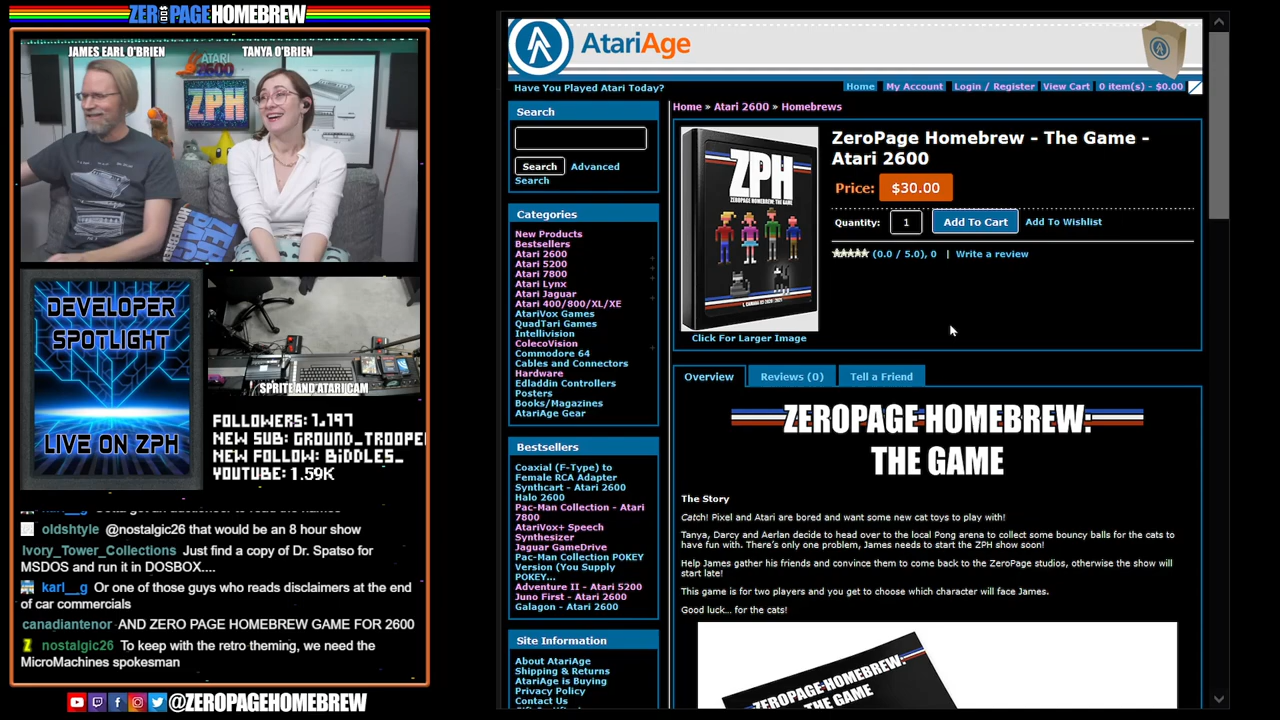 ZEROPAGEHOMEBREW
JAMES EARL O'BRIEN
TANYA O'BRIEN
ATARI
2600
ZPH
DEVELOPER
SPOTLIGHT
LIVE ON ZPH
SPRITE AND ATARI CAM
FOLLOWERS: 1,197
NEW SUB: GROUND_TROOPE
NEW FOLLOW: BIDDLES_
YOUTUBE: 1.59K
oldshtyle @nostalgic26 that would be an 8 hour show
Ivory_Tower_Collections Just find a copy of Dr. Spatso for
MSDOS and run it in DOSBOX....
karl__g Or one of those guys who reads disclaimers at the end
of car commercials
canadiantenor AND ZERO PAGE HOMEBREW GAME FOR 2600
nostalgic26 To keep with the retro theming, we need the
MicroMachines spokesman
@ZEROPAGEHOMEBREW
AtariAge
Have You Played Atari Today?
Home My Account Login / Register View Cart 0 item(s) - $0.00
Home » Atari 2600 » Homebrews
Search
Search Advanced
Search
Categories
New Products
Bestsellers
Atari 2600
Atari 5200
Atari 7800
Atari Lynx
Atari Jaguar
Atari 400/800/XL/XE
AtariVox Games
QuadTari Games
Intellivision
ColecoVision
Commodore 64
Cables and Connectors
Hardware
Edladdin Controllers
Posters
Books/Magazines
AtariAge Gear
Bestsellers
Coaxial (F-Type) to
Female RCA Adapter
Synthcart - Atari 2600
Halo 2600
Pac-Man Collection - Atari
7800
AtariVox+ Speech
Synthesizer
Jaguar GameDrive
Pac-Man Collection POKEY
Version (You Supply
POKEY...
Adventure II - Atari 5200
Juno First - Atari 2600
Galagon - Atari 2600
Site Information
About AtariAge
Shipping & Returns
AtariAge is Buying
Privacy Policy
Contact Us
ZPH
ZEROPAGE HOMEBREW: THE GAME
Click For Larger Image
ZeroPage Homebrew - The Game -
Atari 2600
Price: $30.00
Quantity: 1 Add To Cart Add To Wishlist
(0.0 / 5.0), 0 | Write a review
Overview Reviews (0) Tell a Friend
ZEROPAGE HOMEBREW:
THE GAME
The Story
Catch! Pixel and Atari are bored and want some new cat toys to play with!
Tanya, Darcy and Aerlan decide to head over to the local Pong arena to collect some bouncy balls for the cats to
have fun with. There's only one problem, James needs to start the ZPH show soon!
Help James gather his friends and convince them to come back to the ZeroPage studios, otherwise the show will
start late!
This game is for two players and you get to choose which character will face James.
Good luck... for the cats!
ZEROPAGE HOMEBREW:
THE GAME